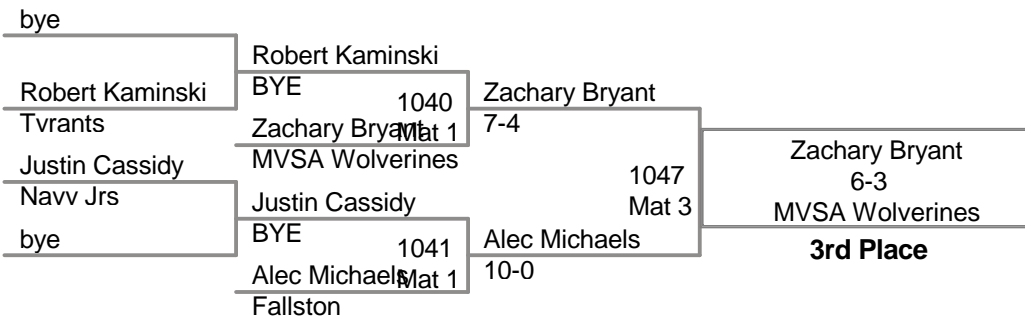 bye
Robert Kaminski
Robert Kaminski
BYE
Tvrants
1040
Mat 1
Zachary Bryant
7-4
Zachary Bryant
MVSA Wolverines
Justin Cassidy
Navv Jrs
1047
Mat 3
Zachary Bryant
6-3
MVSA Wolverines
3rd Place
Justin Cassidy
BYE
bye
1041
Mat 1
Alec Michaels
10-0
Alec Michaels
Fallston